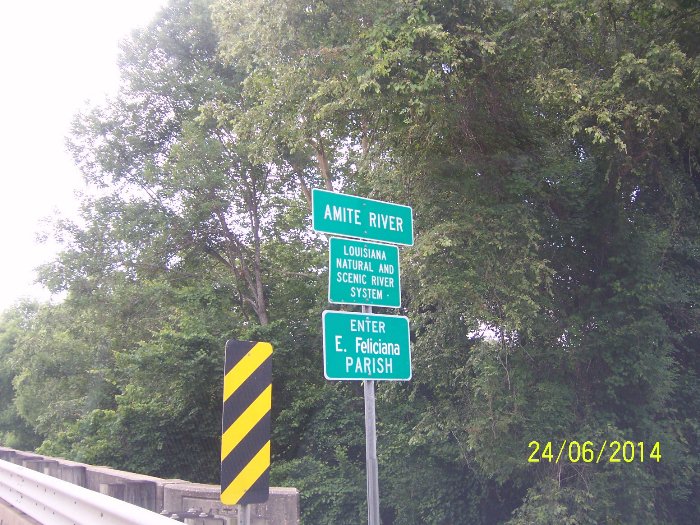 AMITE RIVER
LOUISIANA
NATURAL AND
SCENIC RIVER
SYSTEM
ENTER
E. Feliciana
PARISH
24/06/2014